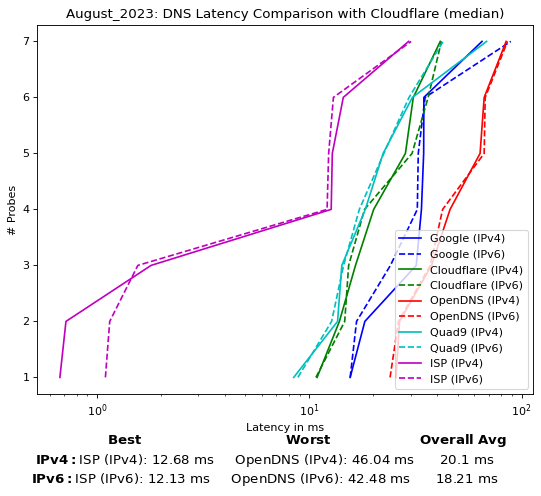 August_2023: DNS Latency Comparison with Cloudflare (median)
7
6
5
4
3
2
1
# Probes
Google (IPv4)
Google (IPv6)
Cloudflare (IPv4)
Cloudflare (IPv6)
OpenDNS (IPv4)
OpenDNS (IPv6)
Quad9 (IPv4)
Quad9 (IPv6)
ISP (IPv4)
ISP (IPv6)
10⁰ 10¹ 10²
Latency in ms
Best Worst Overall Avg
IPv4: ISP (IPv4): 12.68 ms OpenDNS (IPv4): 46.04 ms 20.1 ms
IPv6: ISP (IPv6): 12.13 ms OpenDNS (IPv6): 42.48 ms 18.21 ms